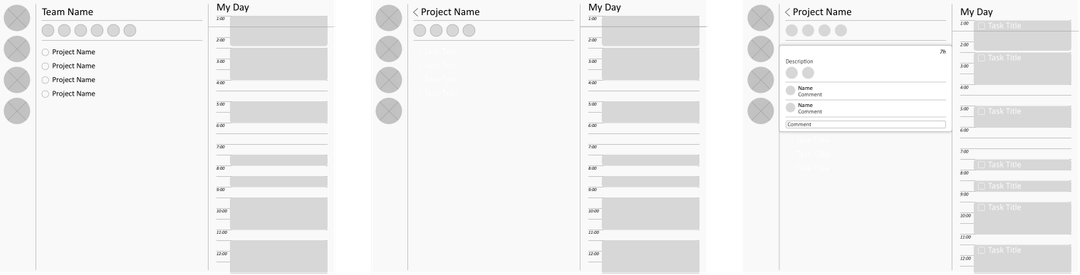 Team Name
Project Name
Project Name
Project Name
Project Name
My Day
1:00
2:00
3:00
4:00
5:00
6:00
7:00
8:00
9:00
10:00
11:00
12:00
Project Name
My Day
1:00
2:00
3:00
4:00
5:00
6:00
7:00
8:00
9:00
10:00
11:00
12:00
Project Name
7h
Description
Name
Comment
Name
Comment
Comment
My Day
1:00
Task Title
2:00
Task Title
3:00
4:00
5:00
Task Title
6:00
7:00
Task Title
8:00
Task Title
9:00
Task Title
10:00
11:00
Task Title
12:00